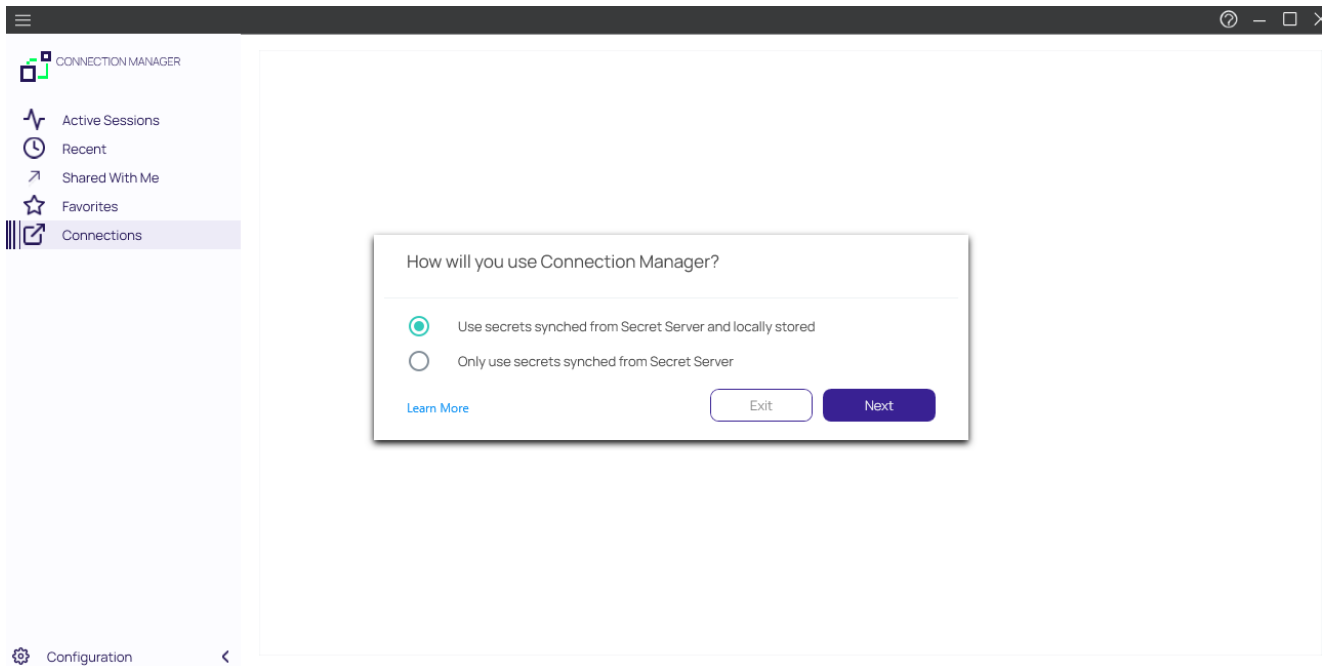 CONNECTION MANAGER
Active Sessions
Recent
Shared With Me
Favorites
Connections
How will you use Connection Manager?
Use secrets synched from Secret Server and locally stored
Only use secrets synched from Secret Server
Learn More
Exit
Next
Configuration